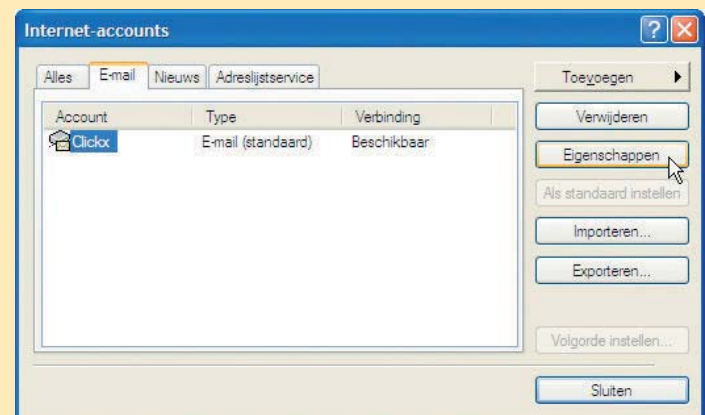 Internet-accounts
Alles E-mail Nieuws Adreslijstservice
Account Type Verbinding
Clickx E-mail (standaard) Beschikbaar
Toevoegen
Verwijderen
Eigenschappen
Als standaard instellen
Importeren...
Exporteren...
Volgorde instellen...
Sluiten